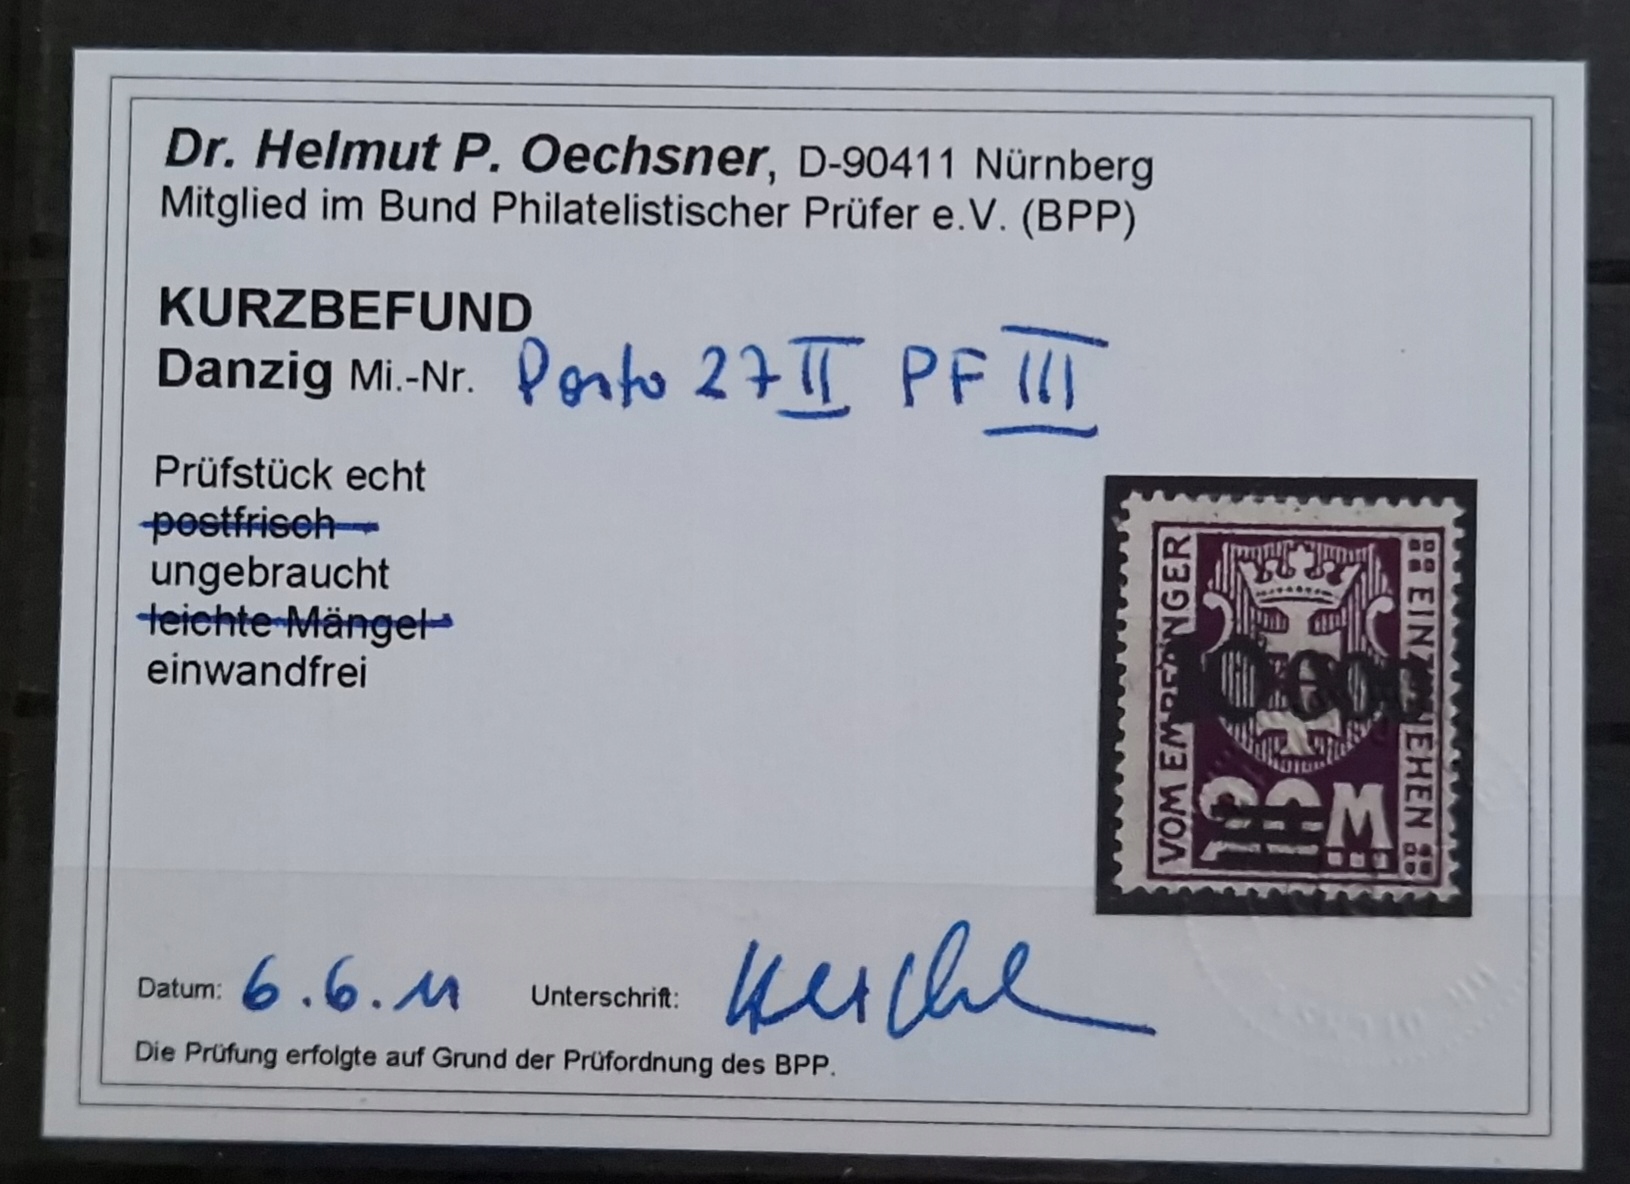 Dr. Helmut P. Oechsner, D-90411 Nürnberg
Mitglied im Bund Philatelistischer Prüfer e.V. (BPP)
KURZBEFUND
Danzig Mi.-Nr. Porto 27 II PF III
Prüfstück echt
postfrisch
ungebraucht
leichte Mängel
einwandfrei
VOM EMPFÄNGER
EINZUZIEHEN
M
Datum: 6.6.11 Unterschrift:
Die Prüfung erfolgte auf Grund der Prüfordnung des BPP.